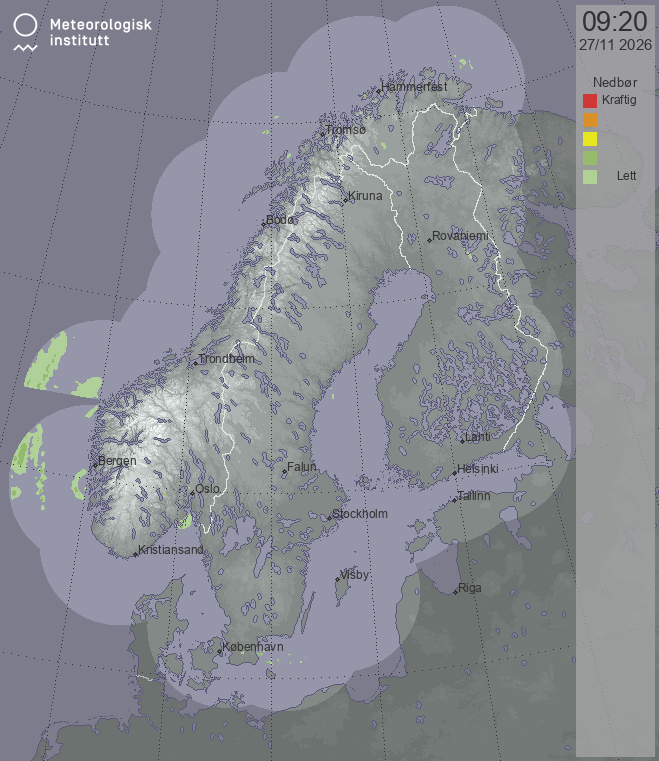 Meteorologisk
institutt
09:20
27/11 2026
Nedbør
Kraftig
Lett
Hammerfest
Tromsø
Kiruna
Bodø
Rovaniemi
Trondheim
Lahti
Bergen
Falun
Helsinki
Oslo
Tallinn
Stockholm
Kristiansand
Visby
Riga
København